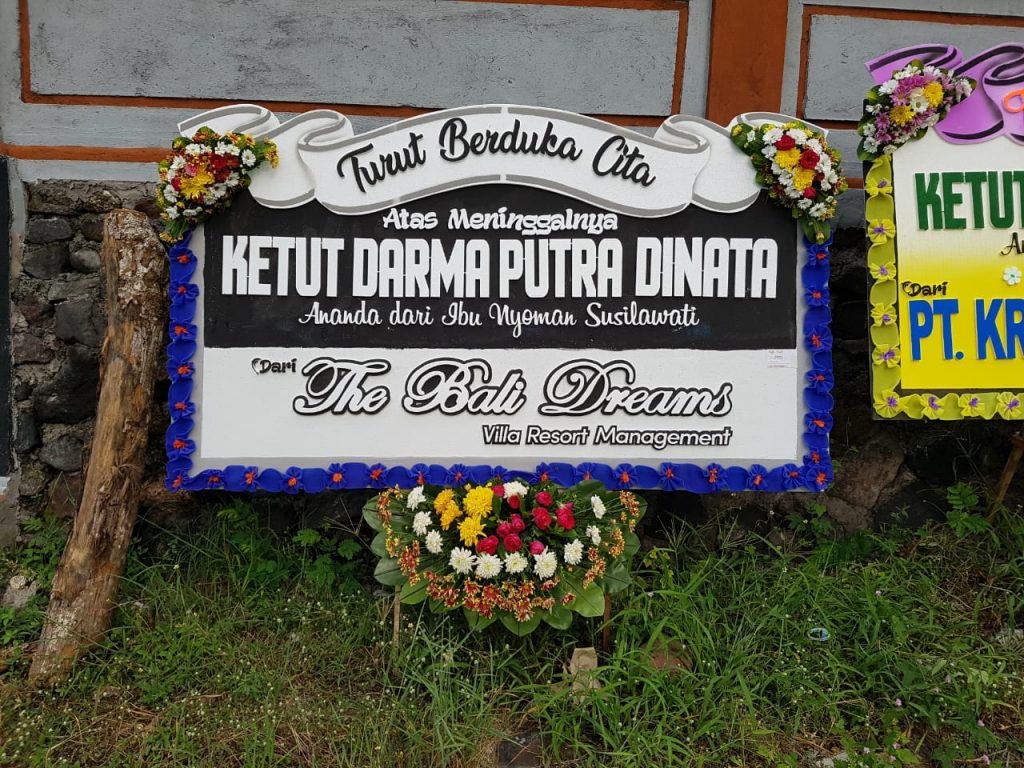 Turut Berduka Cita
Atas Meninggalnya
KETUT DARMA PUTRA DINATA
Ananda dari Ibu Nyoman Susilawati
Dari
The Bali Dreams
Villa Resort Management
KETUT
Dari
PT. KR